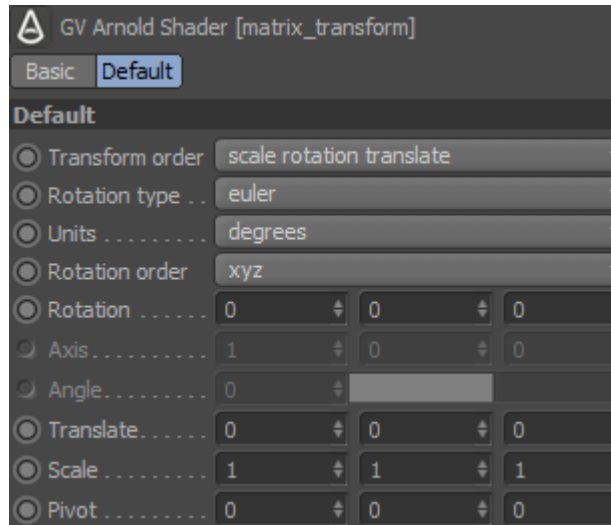 GV Arnold Shader [matrix_transform]
Basic Default
Default
Transform order scale rotation translate
Rotation type . . euler
Units . . . . . . . . . degrees
Rotation order xyz
Rotation . . . . . . 0 0 0
Axis. . . . . . . . . . 1 0 0
Angle. . . . . . . . . 0
Translate. . . . . . 0 0 0
Scale . . . . . . . . . 1 1 1
Pivot . . . . . . . . . 0 0 0